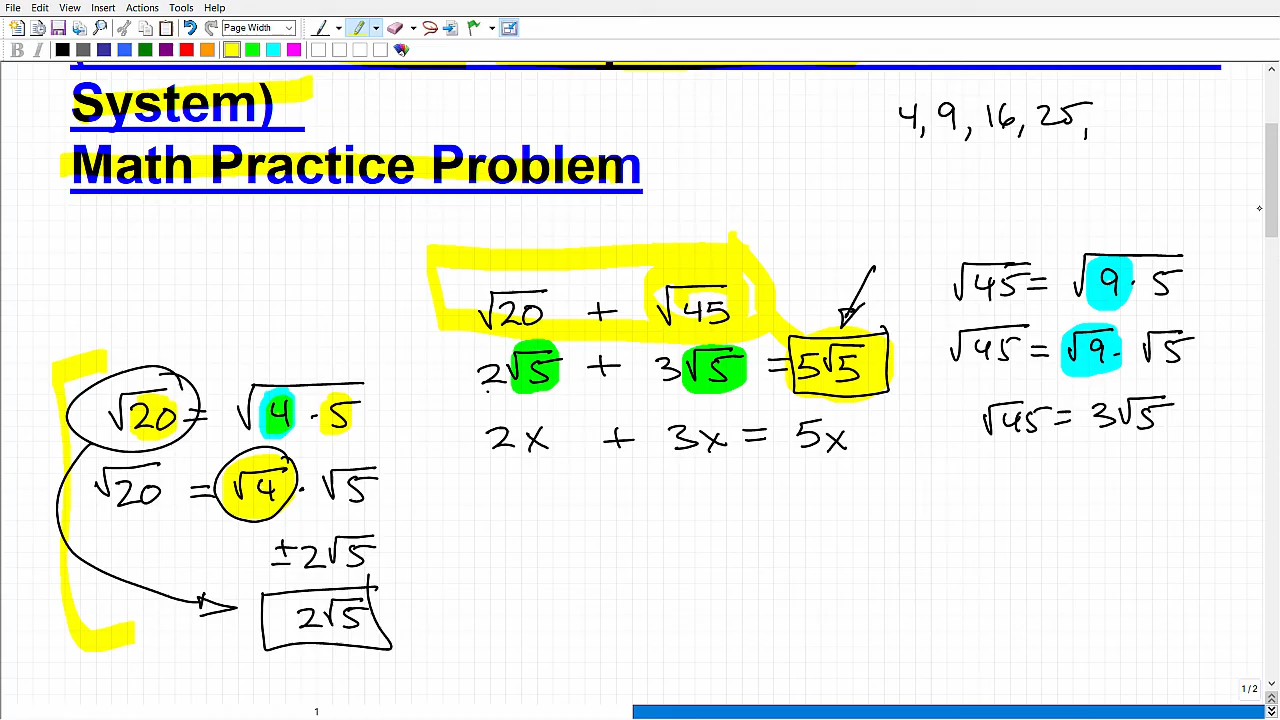 File Edit View Insert Actions Tools Help
Page Width
B I
System)
Math Practice Problem
4, 9, 16, 25,
√20 + √45
2√5 + 3√5 = 5√5
2x + 3x = 5x
√45 = √9·5
√45 = √9·√5
√45 = 3√5
√20 = √4·5
√20 = √4·√5
±2√5
2√5
1/2
1